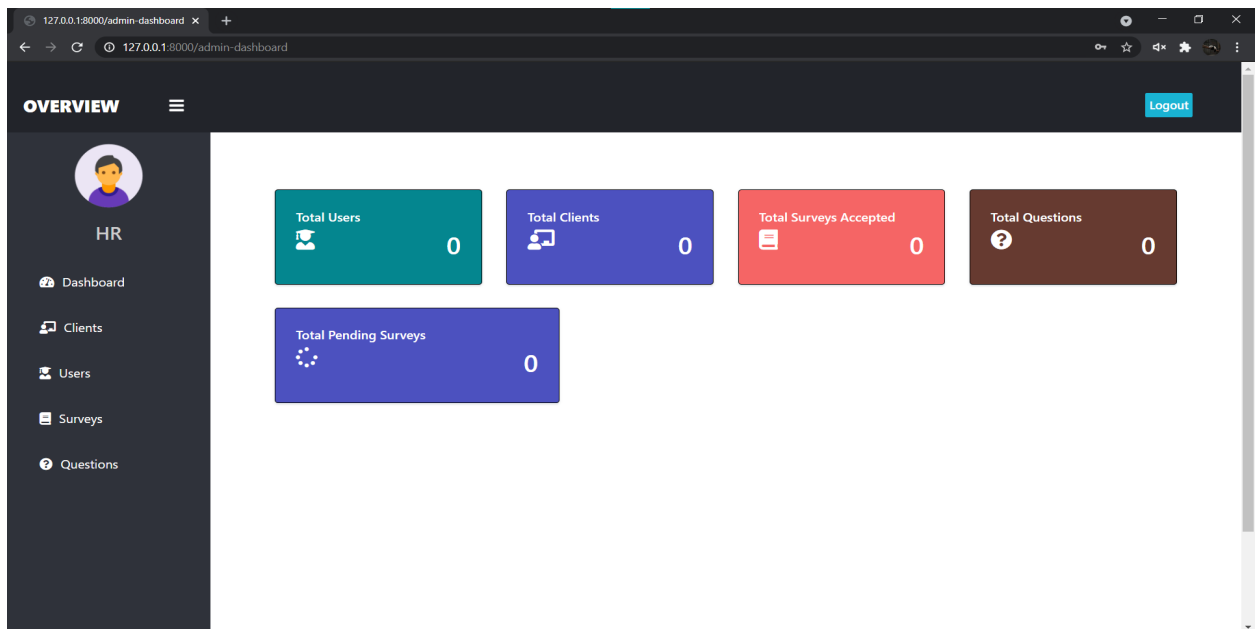 127.0.0.1:8000/admin-dashboard
127.0.0.1:8000/admin-dashboard
OVERVIEW
Logout
HR
Dashboard
Clients
Users
Surveys
Questions
Total Users
0
Total Clients
0
Total Surveys Accepted
0
Total Questions
0
Total Pending Surveys
0